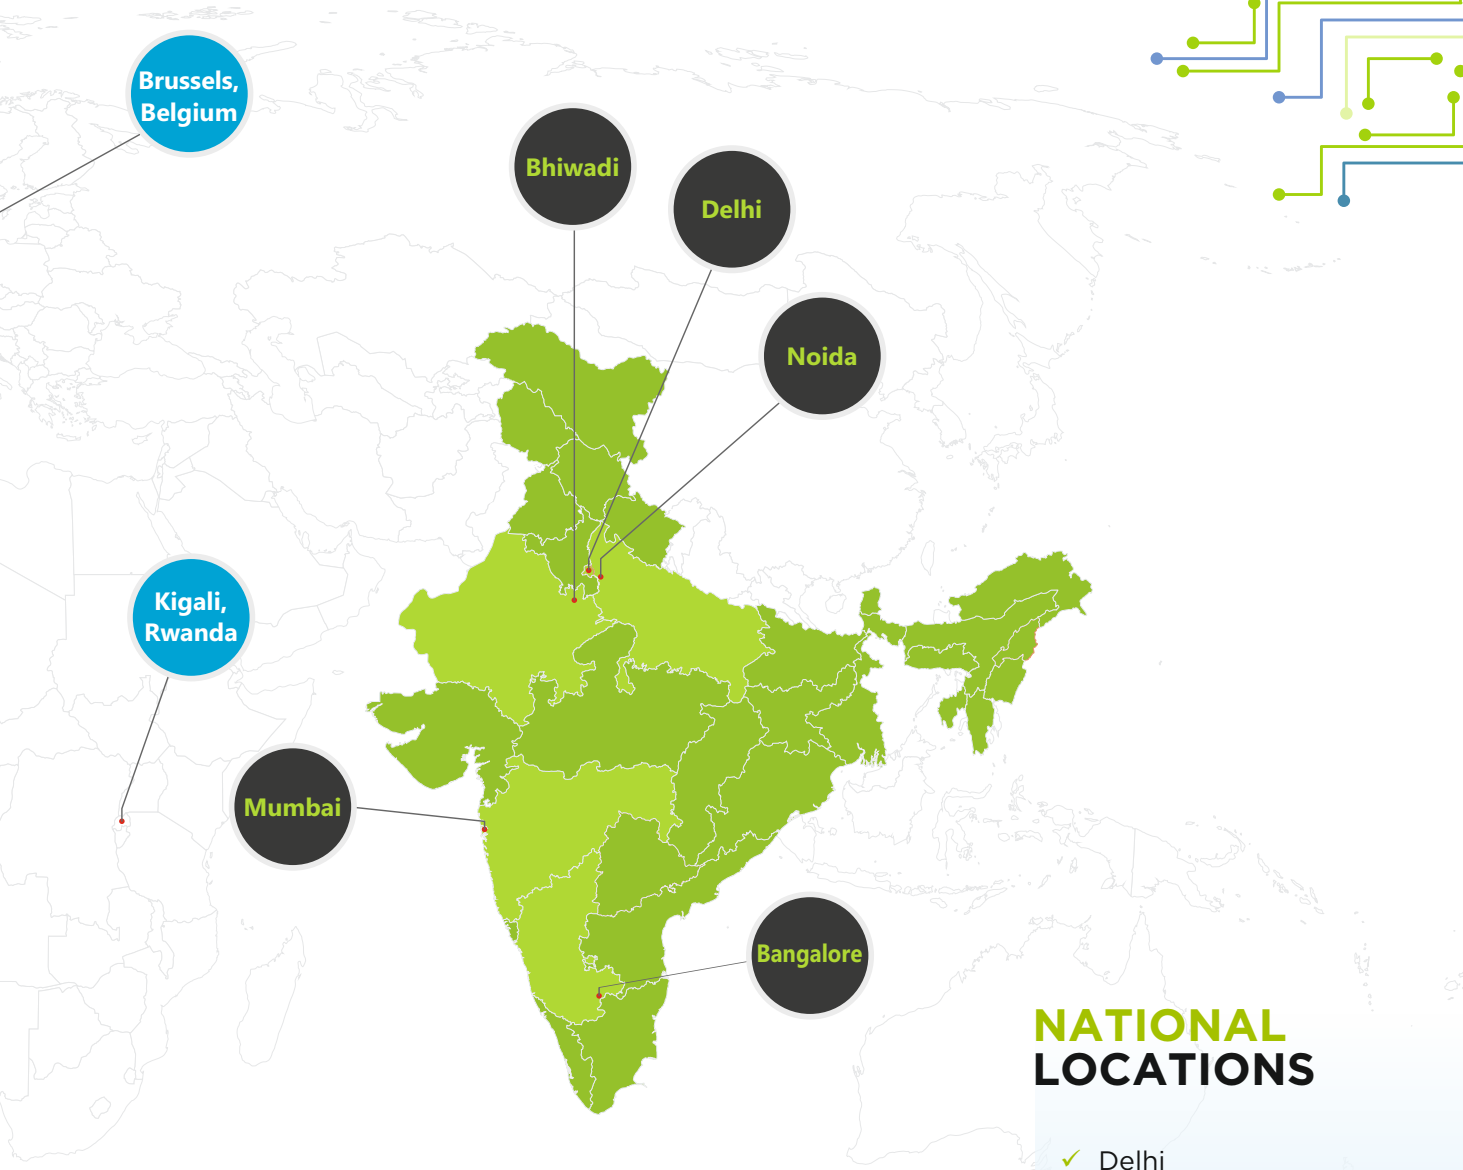 Brussels,
Belgium
Bhiwadi
Delhi
Noida
Kigali,
Rwanda
Mumbai
Bangalore
NATIONAL
LOCATIONS
✓ Delhi